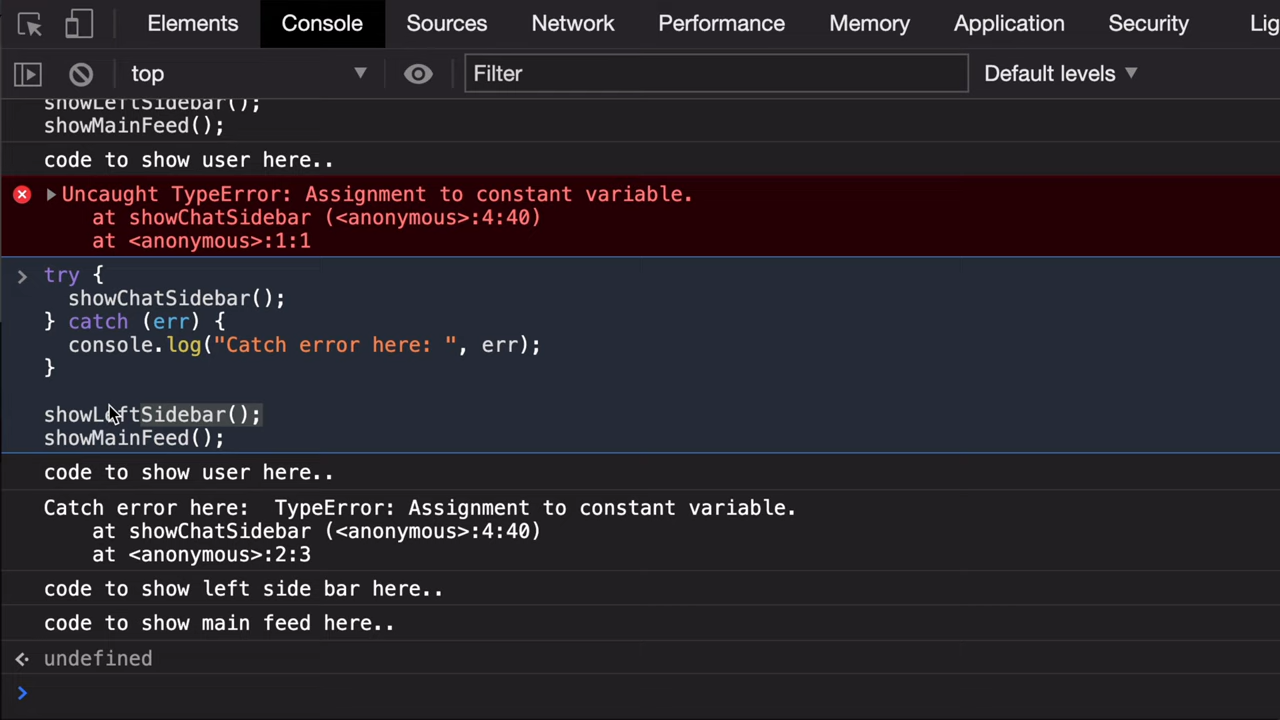 Elements Console Sources Network Performance Memory Application Security Lig
top Filter Default levels
showLeftSidebar();
showMainFeed();
code to show user here..
Uncaught TypeError: Assignment to constant variable.
at showChatSidebar (<anonymous>:4:40)
at <anonymous>:1:1
> try {
showChatSidebar();
} catch (err) {
console.log("Catch error here: ", err);
}
showLeftSidebar();
showMainFeed();
code to show user here..
Catch error here:  TypeError: Assignment to constant variable.
at showChatSidebar (<anonymous>:4:40)
at <anonymous>:2:3
code to show left side bar here..
code to show main feed here..
undefined
>